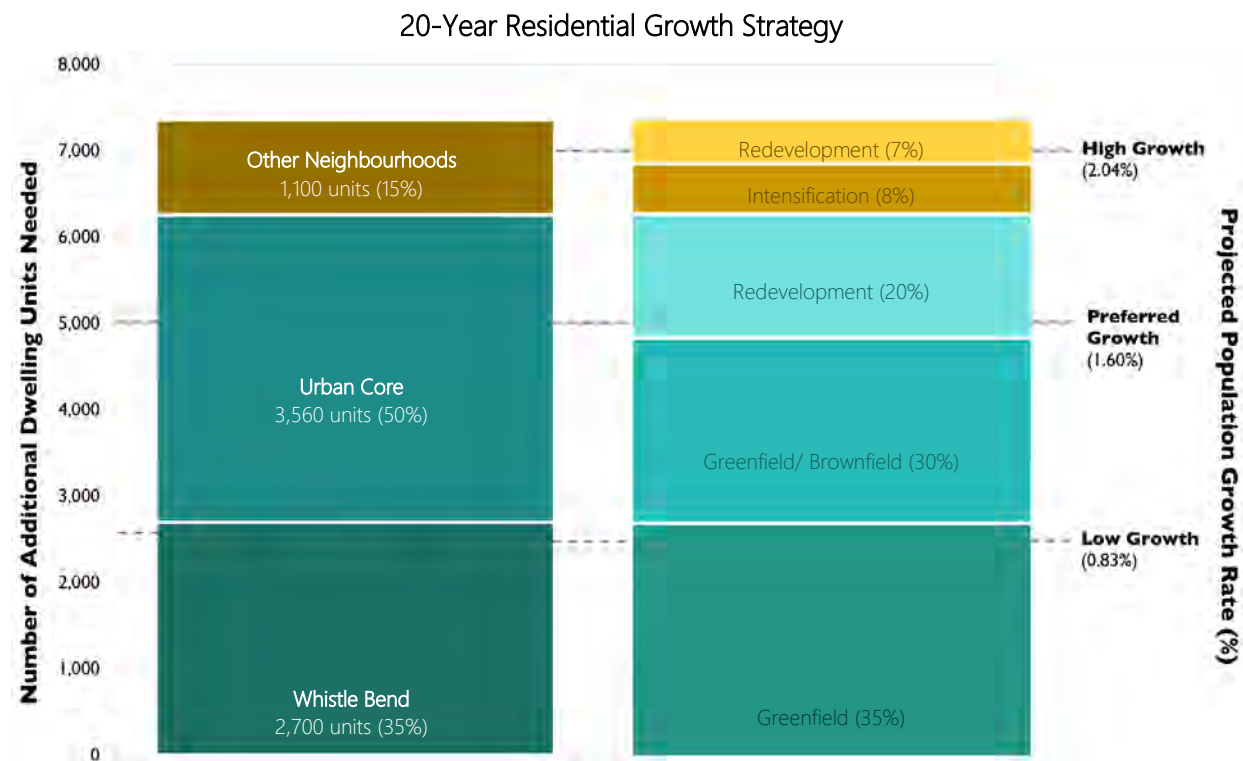 20-Year Residential Growth Strategy
Number of Additional Dwelling Units Needed
8,000
7,000
6,000
5,000
4,000
3,000
2,000
1,000
0
Other Neighbourhoods
1,100 units (15%)
Urban Core
3,560 units (50%)
Whistle Bend
2,700 units (35%)
Redevelopment (7%)
Intensification (8%)
Redevelopment (20%)
Greenfield/ Brownfield (30%)
Greenfield (35%)
High Growth
(2.04%)
Preferred
Growth
(1.60%)
Low Growth
(0.83%)
Projected Population Growth Rate (%)